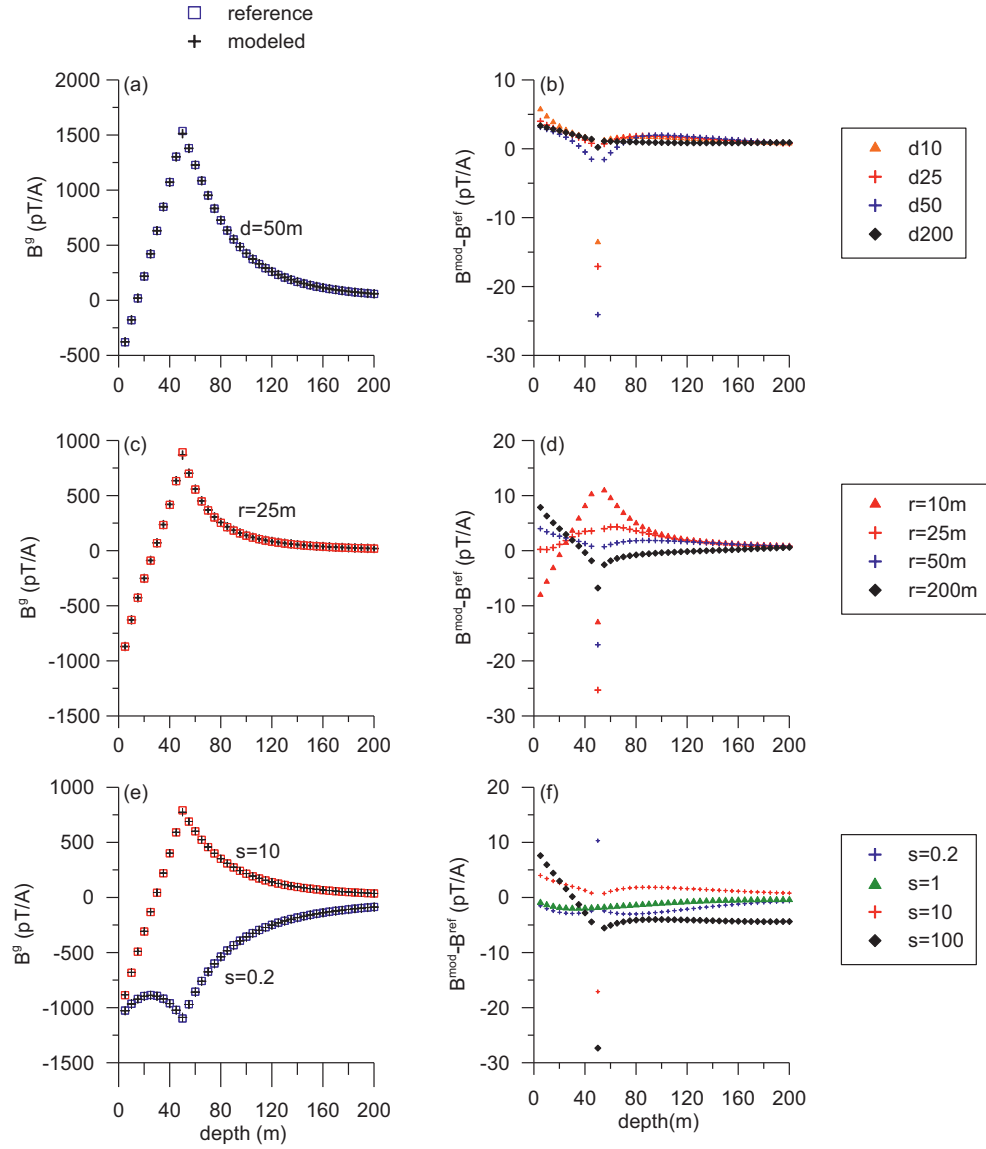 reference
modeled
(a)
2000
1500
1000
500
0
-500
B^g (pT/A)
d=50m
0 40 80 120 160 200
(b)
10
0
-10
-20
-30
B^mod-B^ref (pT/A)
0 40 80 120 160 200
d10
d25
d50
d200
(c)
1000
500
0
-500
-1000
-1500
B^g (pT/A)
r=25m
0 40 80 120 160 200
(d)
20
10
0
-10
-20
-30
B^mod-B^ref (pT/A)
0 40 80 120 160 200
r=10m
r=25m
r=50m
r=200m
(e)
1000
500
0
-500
-1000
-1500
B^g (pT/A)
s=10
s=0.2
0 40 80 120 160 200
depth (m)
(f)
20
10
0
-10
-20
-30
B^mod-B^ref (pT/A)
0 40 80 120 160 200
depth(m)
s=0.2
s=1
s=10
s=100